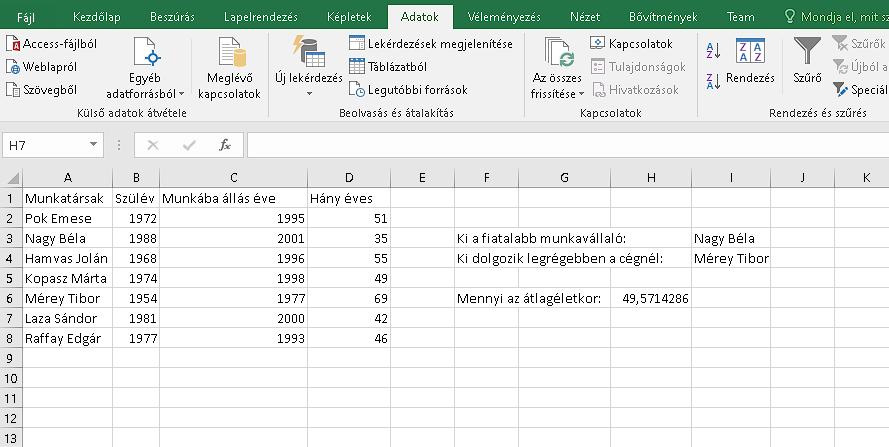 Fájl Kezdőlap Beszúrás Lapelrendezés Képletek Adatok Véleményezés Nézet Bővítmények Team Mondja el, mit sz
Access-fájlból
Weblapról
Szövegből
Egyéb adatforrásból
Meglévő kapcsolatok
Külső adatok átvétele
Új lekérdezés
Lekérdezések megjelenítése
Táblázatból
Legutóbbi források
Beolvasás és átalakítás
Az összes frissítése
Kapcsolatok
Tulajdonságok
Hivatkozások
Kapcsolatok
Rendezés
Szűrő
Szűrők
Újból a
Speciál
Rendezés és szűrés
H7 fx
A B C D E F G H I J K
1 Munkatársak Szülév Munkába állás éve Hány éves
2 Pok Emese 1972 1995 51
3 Nagy Béla 1988 2001 35 Ki a fiatalabb munkavállaló: Nagy Béla
4 Hamvas Jolán 1968 1996 55 Ki dolgozik legrégebben a cégnél: Mérey Tibor
5 Kopasz Márta 1974 1998 49
6 Mérey Tibor 1954 1977 69 Mennyi az átlagéletkor: 49,5714286
7 Laza Sándor 1981 2000 42
8 Raffay Edgár 1977 1993 46
9
10
11
12
13